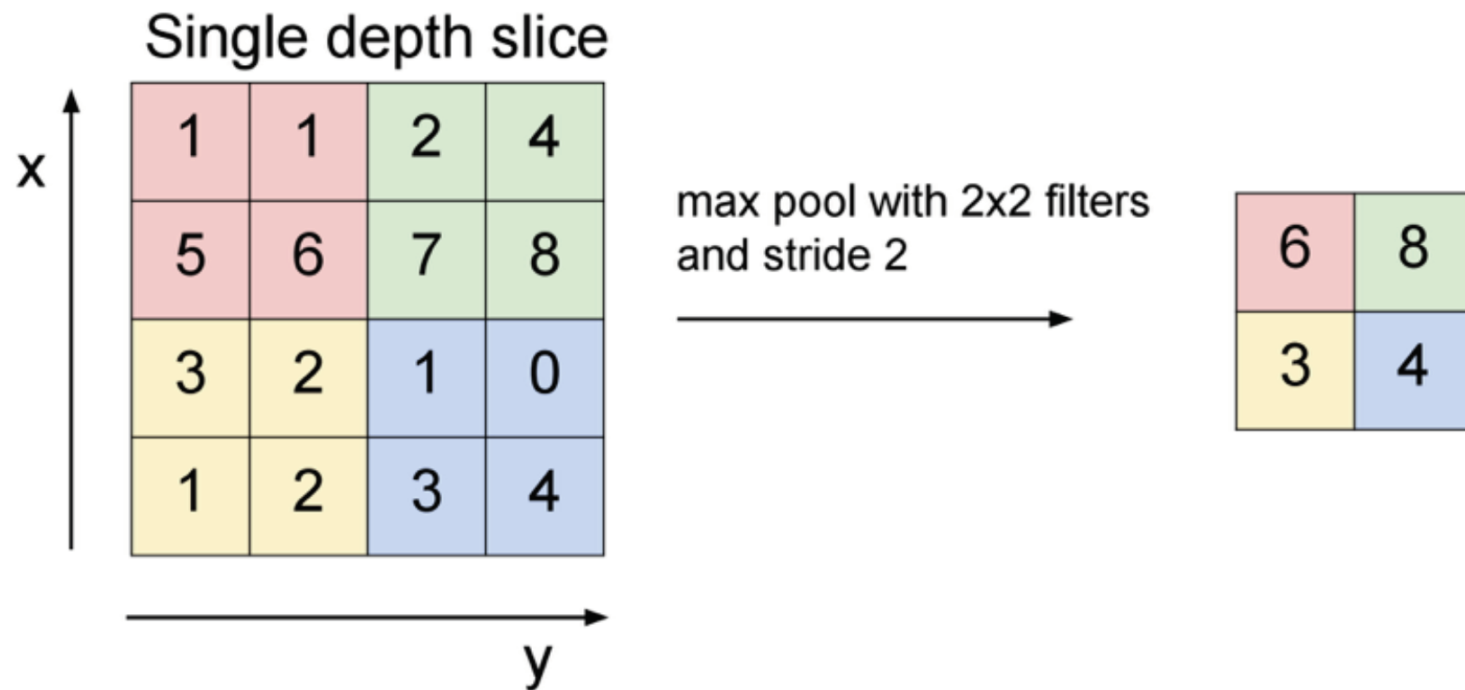 Single depth slice
x
1 1 2 4
5 6 7 8
3 2 1 0
1 2 3 4
y
max pool with 2x2 filters
and stride 2
6 8
3 4